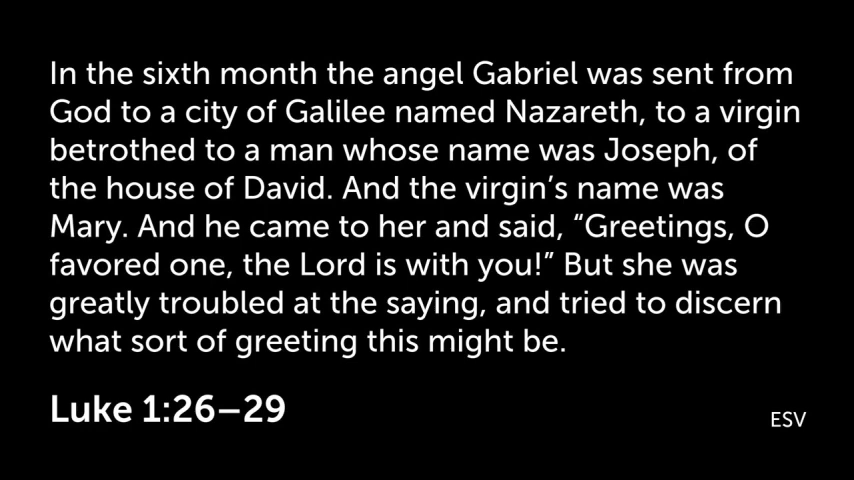 In the sixth month the angel Gabriel was sent from
God to a city of Galilee named Nazareth, to a virgin
betrothed to a man whose name was Joseph, of
the house of David. And the virgin’s name was
Mary. And he came to her and said, “Greetings, O
favored one, the Lord is with you!” But she was
greatly troubled at the saying, and tried to discern
what sort of greeting this might be.
Luke 1:26–29
ESV